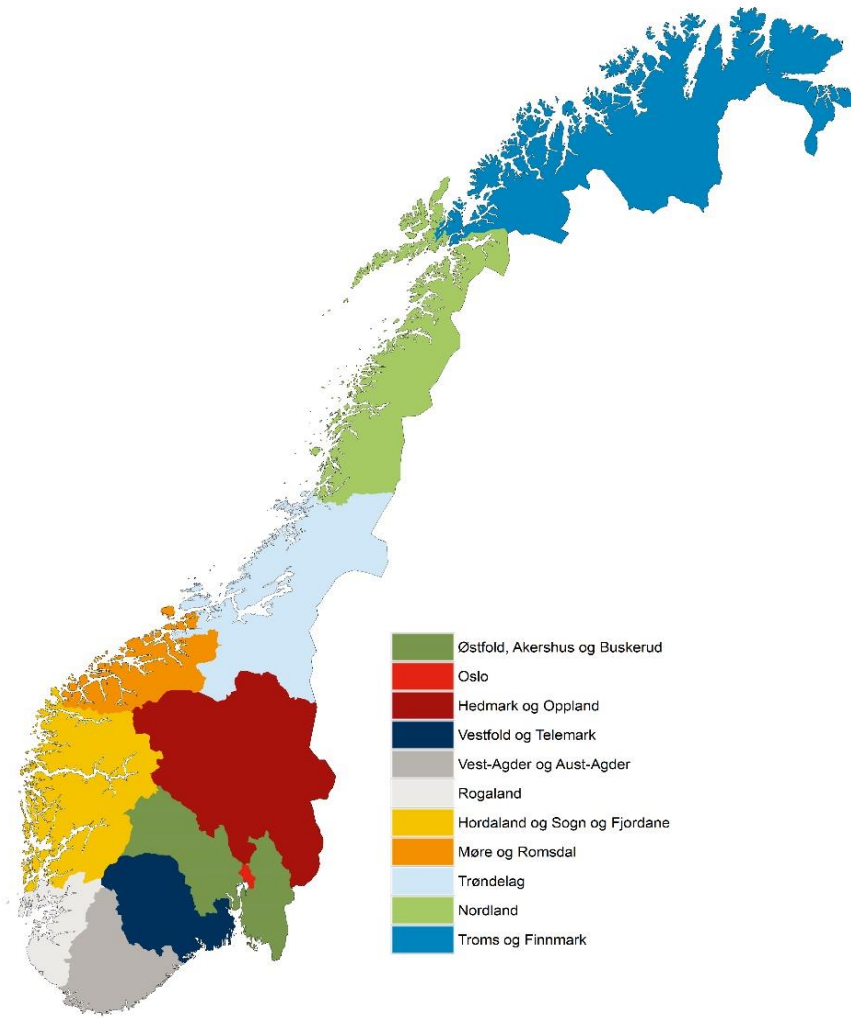 Østfold, Akershus og Buskerud
Oslo
Hedmark og Oppland
Vestfold og Telemark
Vest-Agder og Aust-Agder
Rogaland
Hordaland og Sogn og Fjordane
Møre og Romsdal
Trøndelag
Nordland
Troms og Finnmark